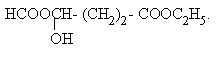 HCOOCH- (CH2)2 - COOC2H5.
OH